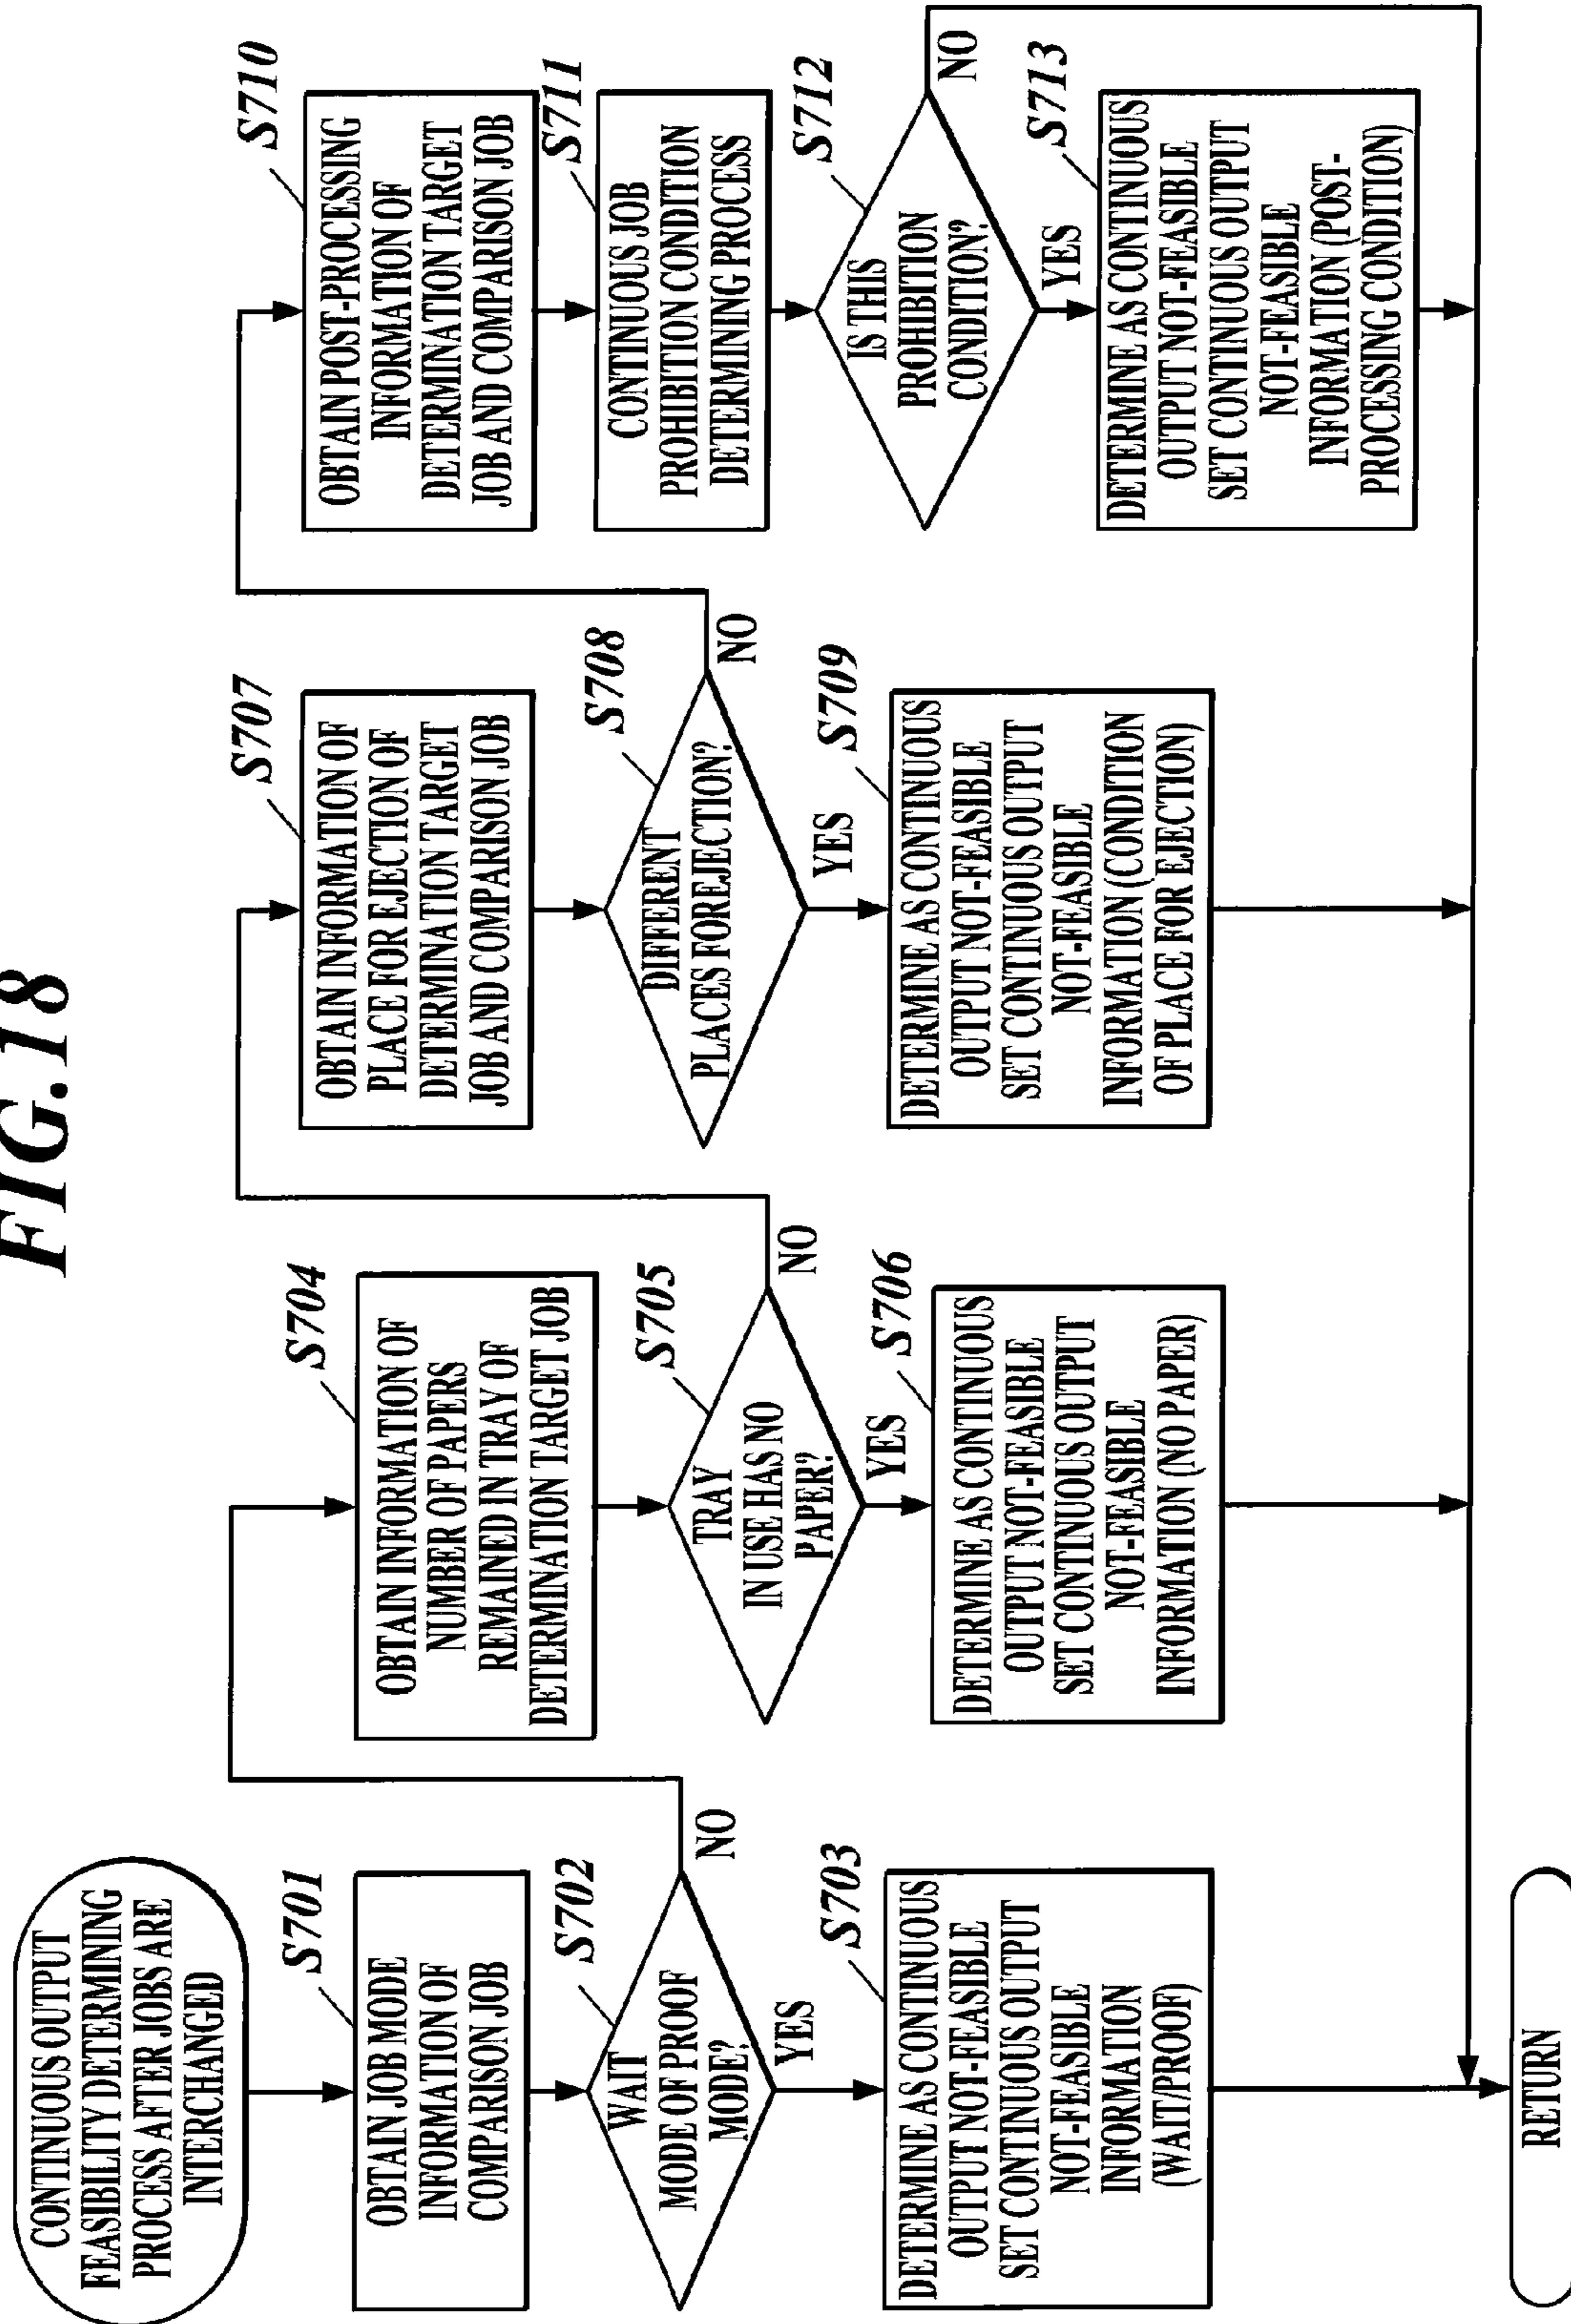 FIG.18
CONTINUOUS OUTPUT
FEASIBILITY DETERMINING
PROCESS AFTER JOBS ARE
INTERCHANGED
S701
OBTAIN JOB MODE
INFORMATION OF
COMPARISON JOB
S702
WAIT
MODE OF PROOF
MODE?
NO
YES
S703
DETERMINE AS CONTINUOUS
OUTPUT NOT-FEASIBLE
SET CONTINUOUS OUTPUT
NOT-FEASIBLE
INFORMATION
(WAIT/PROOF)
S704
OBTAIN INFORMATION OF
NUMBER OF PAPERS
REMAINED IN TRAY OF
DETERMINATION TARGET JOB
S705
TRAY
IN USE HAS NO
PAPER?
NO
YES
S706
DETERMINE AS CONTINUOUS
OUTPUT NOT-FEASIBLE
SET CONTINUOUS OUTPUT
NOT-FEASIBLE
INFORMATION (NO PAPER)
S707
OBTAIN INFORMATION OF
PLACE FOR EJECTION OF
DETERMINATION TARGET
JOB AND COMPARISON JOB
S708
DIFFERENT
PLACES FOREJECTION?
NO
YES
S709
DETERMINE AS CONTINUOUS
OUTPUT NOT-FEASIBLE
SET CONTINUOUS OUTPUT
NOT-FEASIBLE
INFORMATION (CONDITION
OF PLACE FOR EJECTION)
S710
OBTAIN POST-PROCESSING
INFORMATION OF
DETERMINATION TARGET
JOB AND COMPARISON JOB
S711
CONTINUOUS JOB
PROHIBITION CONDITION
DETERMINING PROCESS
S712
IS THIS
PROHIBITION
CONDITION?
NO
YES
S713
DETERMINE AS CONTINUOUS
OUTPUT NOT-FEASIBLE
SET CONTINUOUS OUTPUT
NOT-FEASIBLE
INFORMATION (POST-
PROCESSING CONDITION)
RETURN